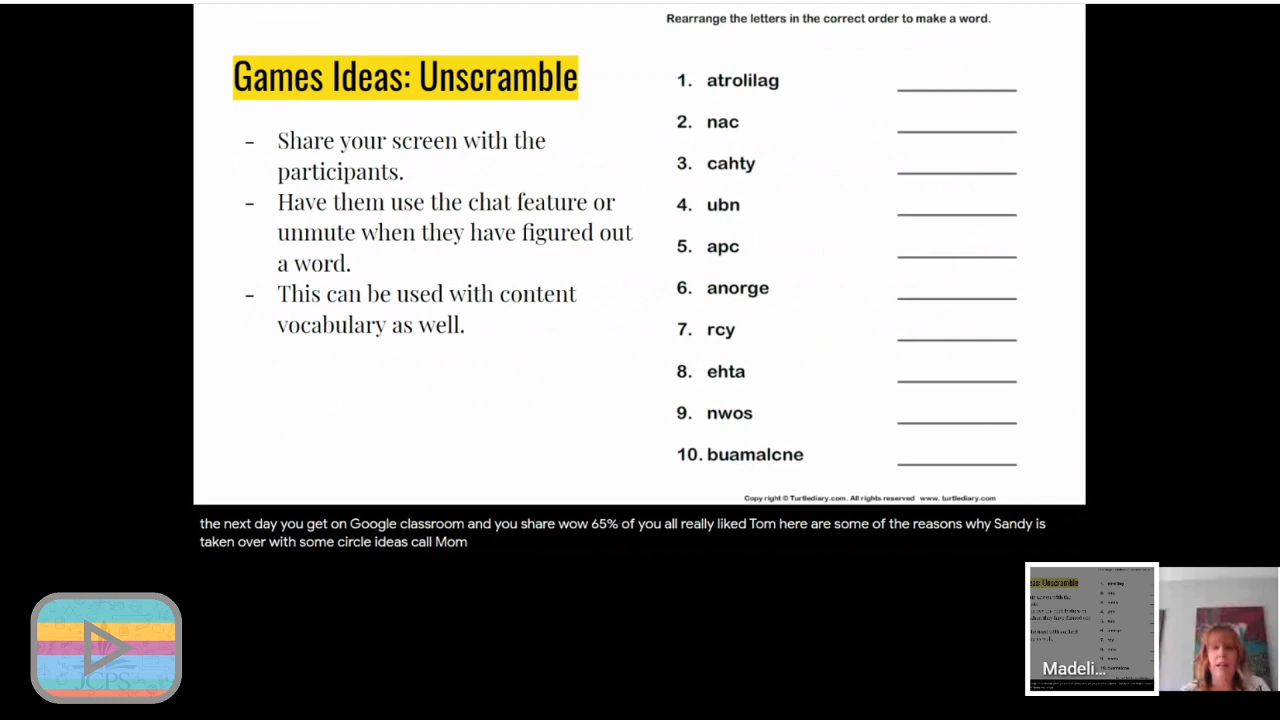 Rearrange the letters in the correct order to make a word.
Games Ideas: Unscramble
- Share your screen with the
participants.
- Have them use the chat feature or
unmute when they have figured out
a word.
- This can be used with content
vocabulary as well.
1. atrolilag
2. nac
3. cahty
4. ubn
5. apc
6. anorge
7. rcy
8. ehta
9. nwos
10. buamalcne
Copy right © Turtlediary.com. All rights reserved www. turtlediary.com
the next day you get on Google classroom and you share wow 65% of you all really liked Tom here are some of the reasons why Sandy is
taken over with some circle ideas call Mom
Madeli...
JCPS